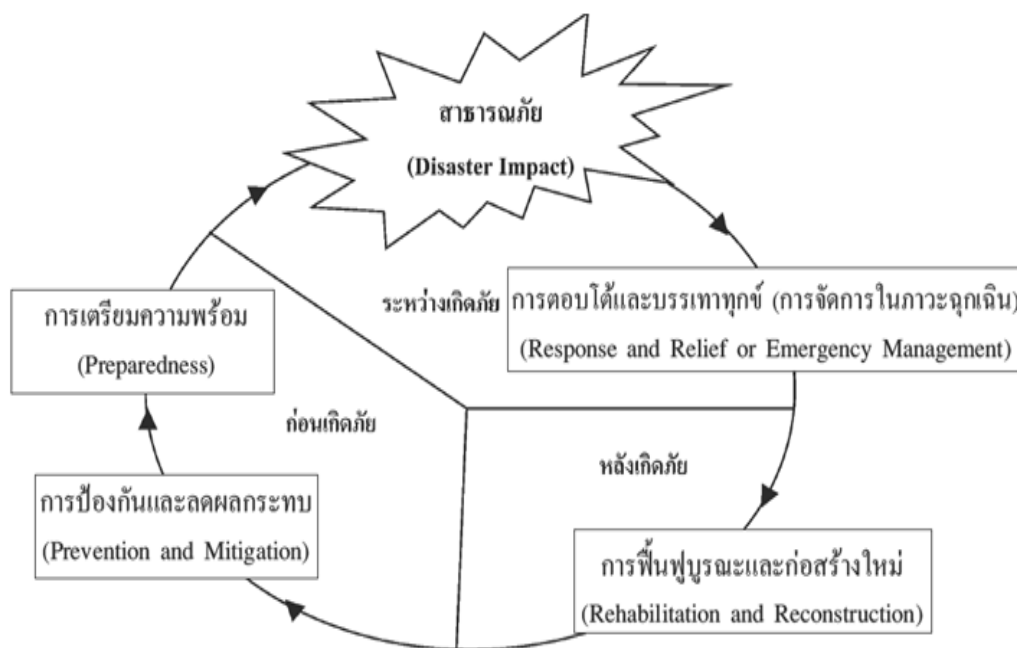 สาธารณภัย
(Disaster Impact)
ระหว่างเกิดภัย
การตอบโต้และบรรเทาทุกข์ (การจัดการในภาวะฉุกเฉิน)
(Response and Relief or Emergency Management)
การเตรียมความพร้อม
(Preparedness)
ก่อนเกิดภัย
หลังเกิดภัย
การป้องกันและลดผลกระทบ
(Prevention and Mitigation)
การฟื้นฟูบูรณะและก่อสร้างใหม่
(Rehabilitation and Reconstruction)